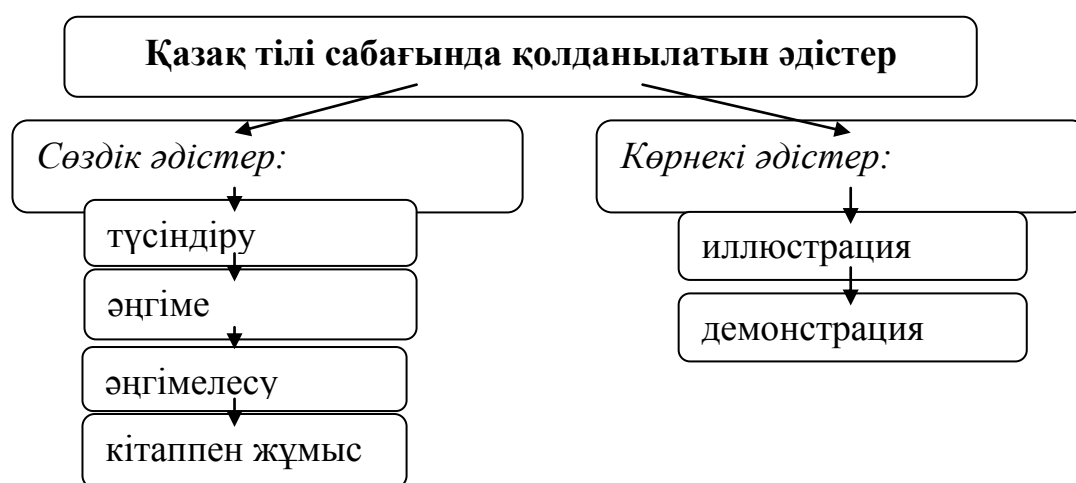 Қазақ тілі сабағында қолданылатын әдістер
Сөздік әдістер:
түсіндіру
әңгіме
әңгімелесу
кітаппен жұмыс
Көрнекі әдістер:
иллюстрация
демонстрация